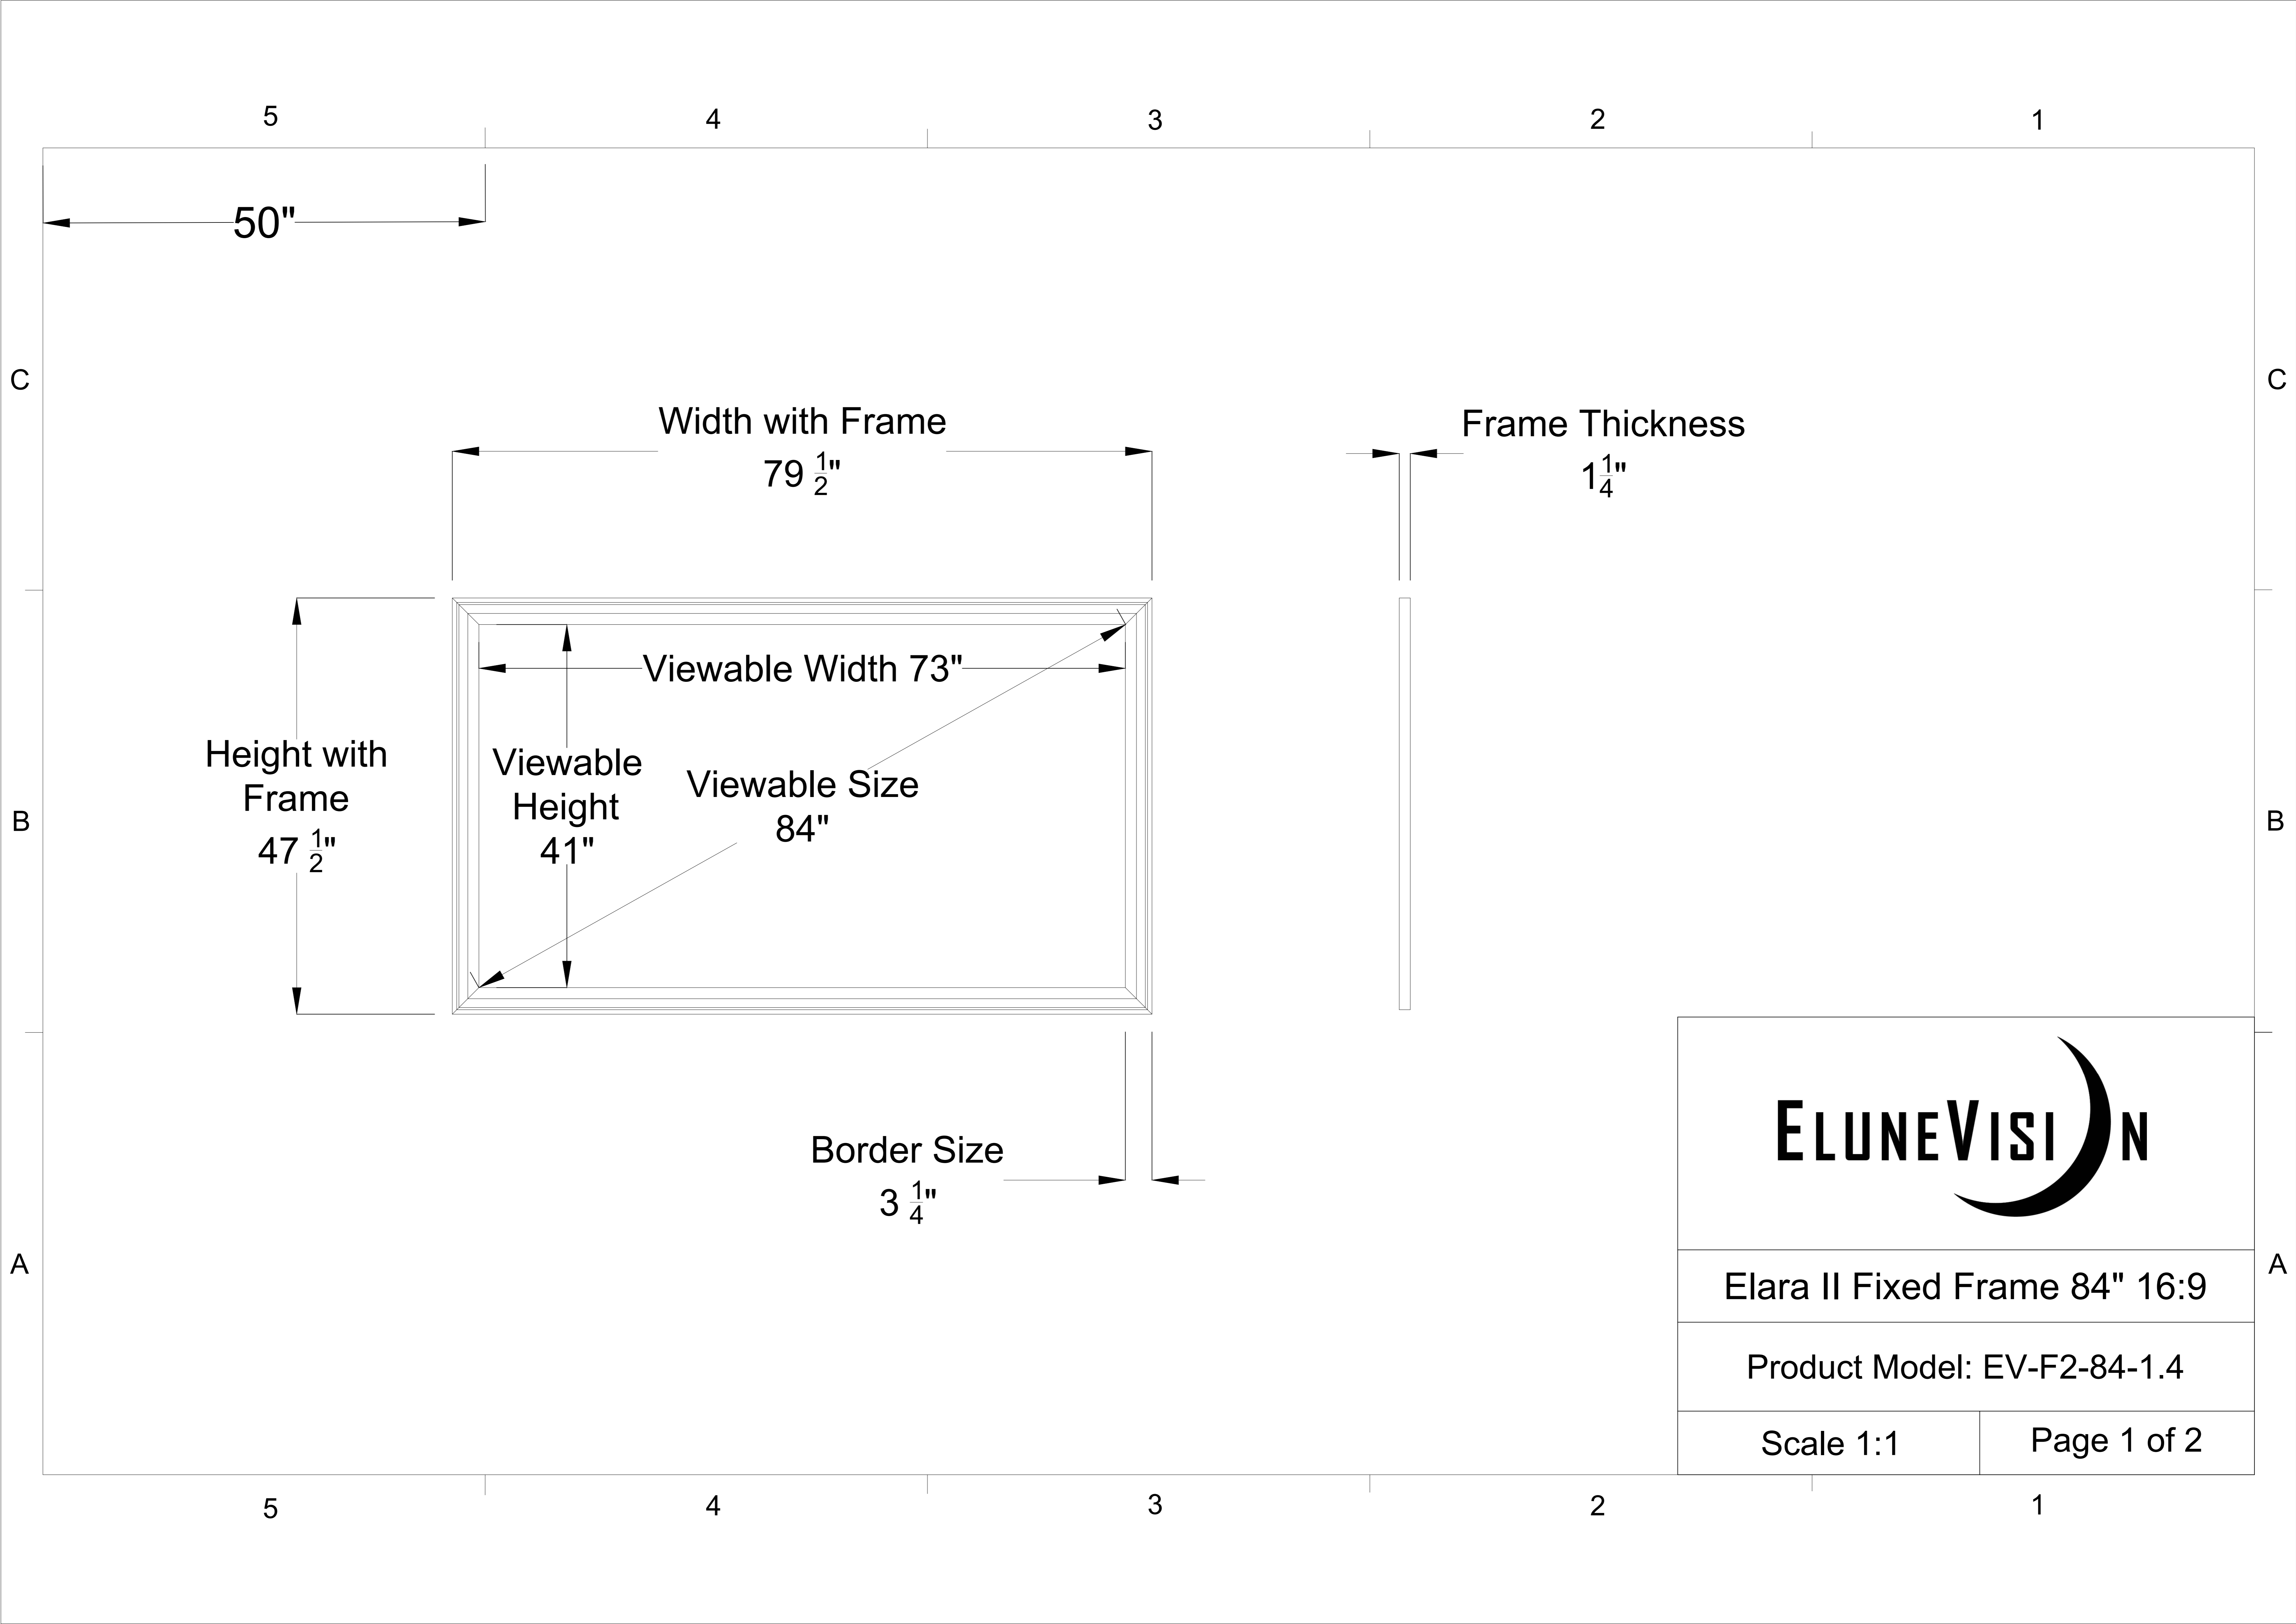 5 4 3 2 1
50"
C C
Width with Frame
79 1/2"
Frame Thickness
1 1/4"
Viewable Width 73"
Height with
Frame
47 1/2"
Viewable
Height
41"
Viewable Size
84"
B B
Border Size
3 1/4"
ELUNEVISION
A A
Elara II Fixed Frame 84" 16:9
Product Model: EV-F2-84-1.4
Scale 1:1
Page 1 of 2
5 4 3 2 1